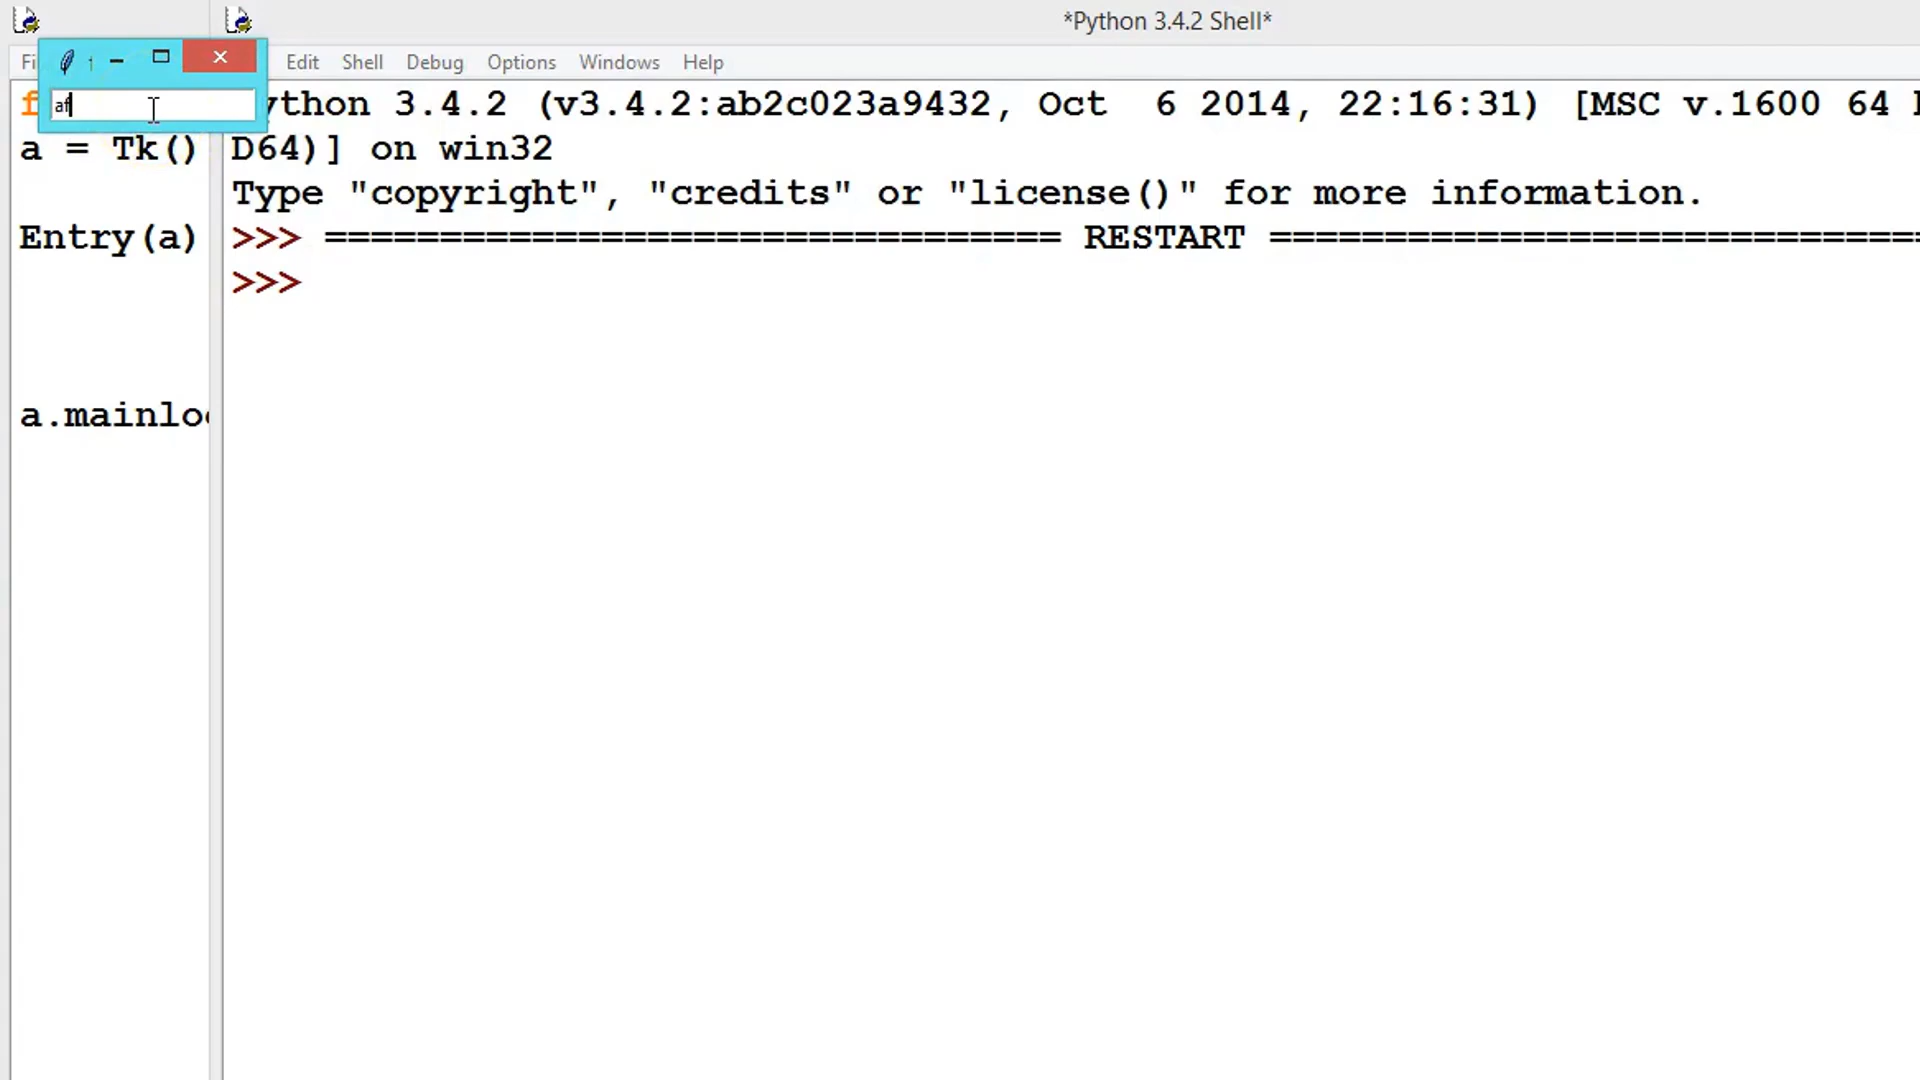 *Python 3.4.2 Shell*
Fi
Edit Shell Debug Options Windows Help
af
f
a = Tk()
Entry(a)
a.mainloo
ython 3.4.2 (v3.4.2:ab2c023a9432, Oct  6 2014, 22:16:31) [MSC v.1600 64
D64)] on win32
Type "copyright", "credits" or "license()" for more information.
>>> ================================ RESTART ============================
>>>